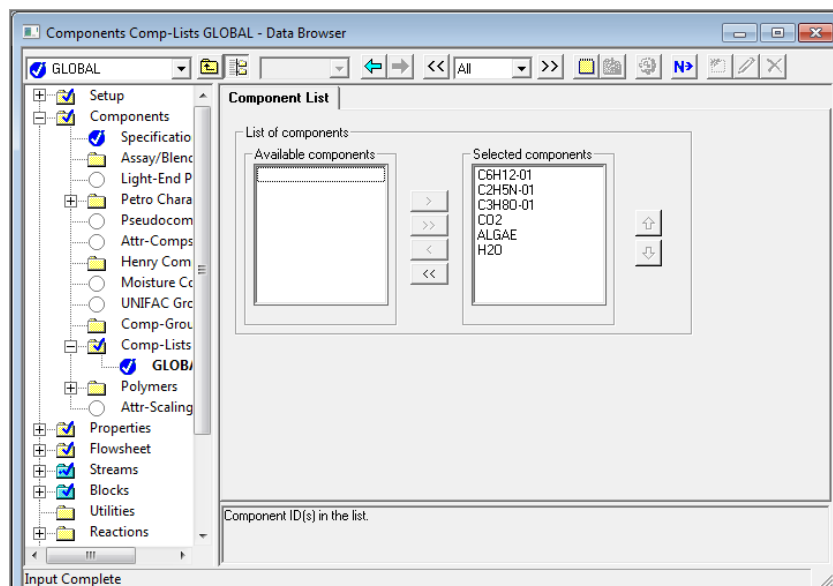 Components Comp-Lists GLOBAL - Data Browser
GLOBAL
<<
All
>>
N>
Setup
Components
Specificatio
Assay/Blend
Light-End P
Petro Chara
Pseudocom
Attr-Comps
Henry Com
Moisture Co
UNIFAC Gro
Comp-Grou
Comp-Lists
GLOBA
Polymers
Attr-Scaling
Properties
Flowsheet
Streams
Blocks
Utilities
Reactions
Component List
List of components
Available components
>
>>
<
<<
Selected components
C6H12-01
C2H5N-01
C3H8O-01
CO2
ALGAE
H2O
Component ID(s) in the list.
Input Complete